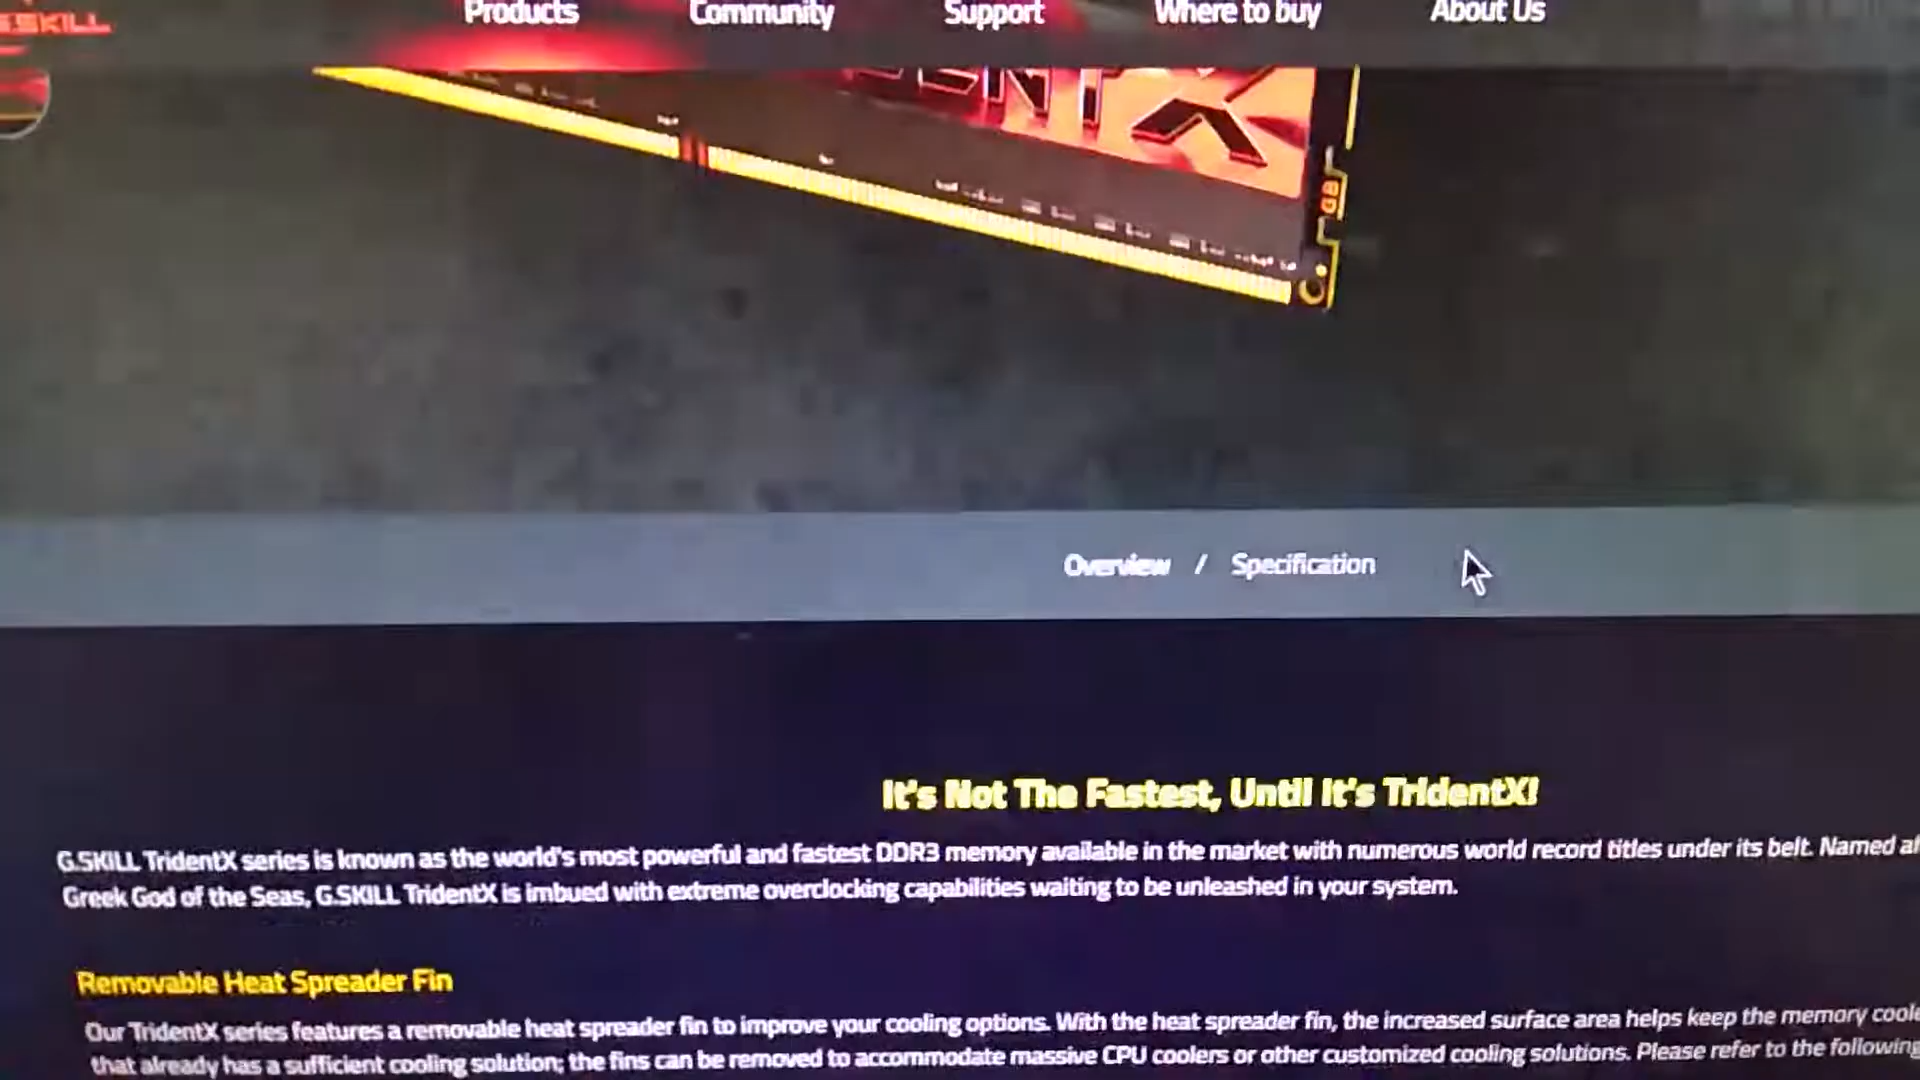 G.SKILL
Products Community Support Where to buy About Us
ENT X
GB
Overview / Specification
It's Not The Fastest, Until It's TridentX!
G.SKILL TridentX series is known as the world's most powerful and fastest DDR3 memory available in the market with numerous world record titles under its belt. Named
Greek God of the Seas, G.SKILL TridentX is imbued with extreme overclocking capabilities waiting to be unleashed in your system.
Removable Heat Spreader Fin
Our TridentX series features a removable heat spreader fin to improve your cooling options. With the heat spreader fin, the increased surface area helps keep the memory
that already has a sufficient cooling solution; the fins can be removed to accommodate massive CPU coolers or other customized cooling solutions. Please refer to the following